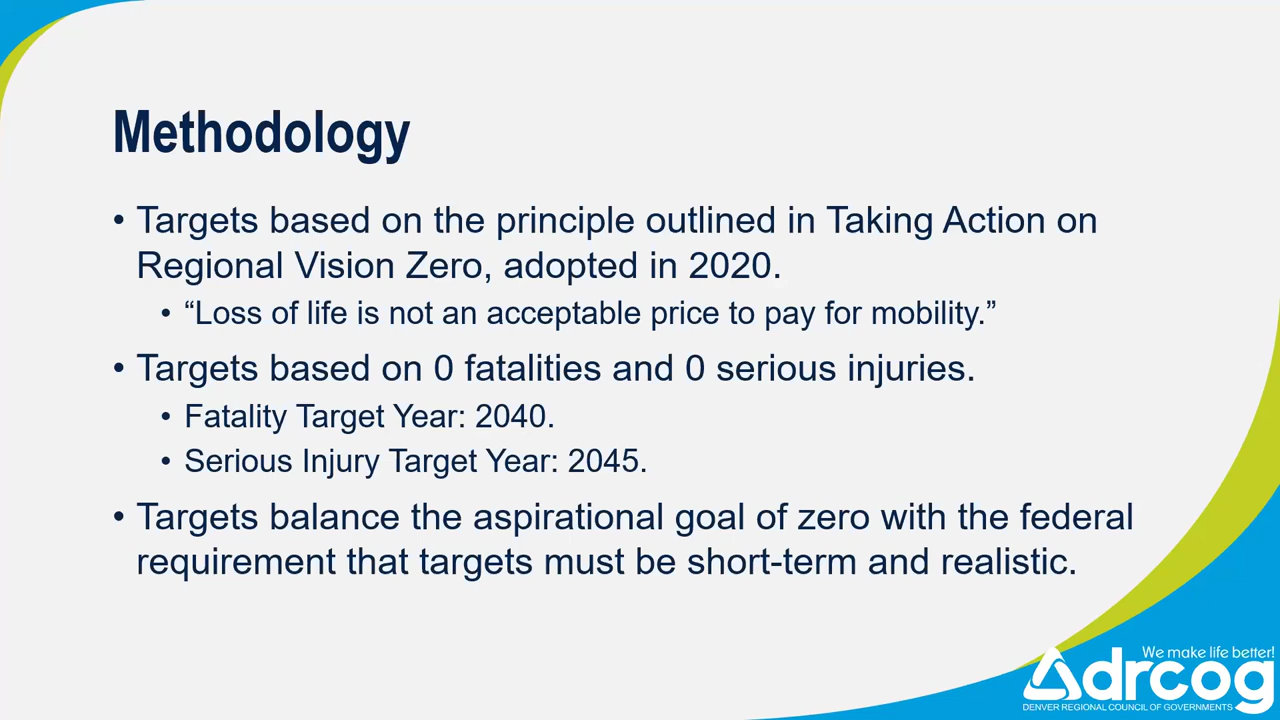 Methodology
• Targets based on the principle outlined in Taking Action on
Regional Vision Zero, adopted in 2020.
• “Loss of life is not an acceptable price to pay for mobility.”
• Targets based on 0 fatalities and 0 serious injuries.
• Fatality Target Year: 2040.
• Serious Injury Target Year: 2045.
• Targets balance the aspirational goal of zero with the federal
requirement that targets must be short-term and realistic.
We make life better!
drcog
DENVER REGIONAL COUNCIL OF GOVERNMENTS